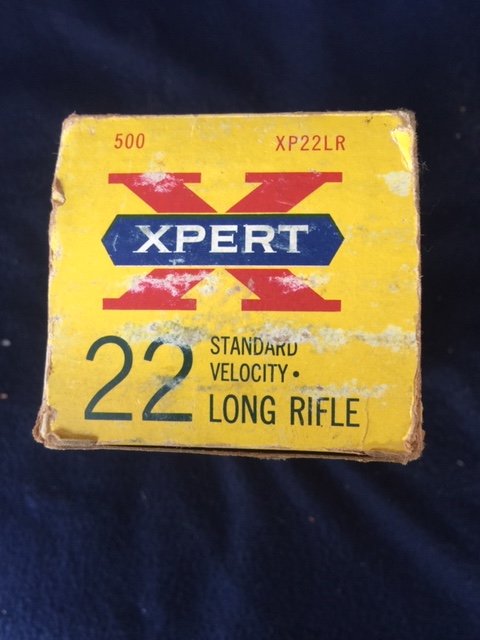 500 XP22LR
XPERT
22 STANDARD
VELOCITY •
LONG RIFLE